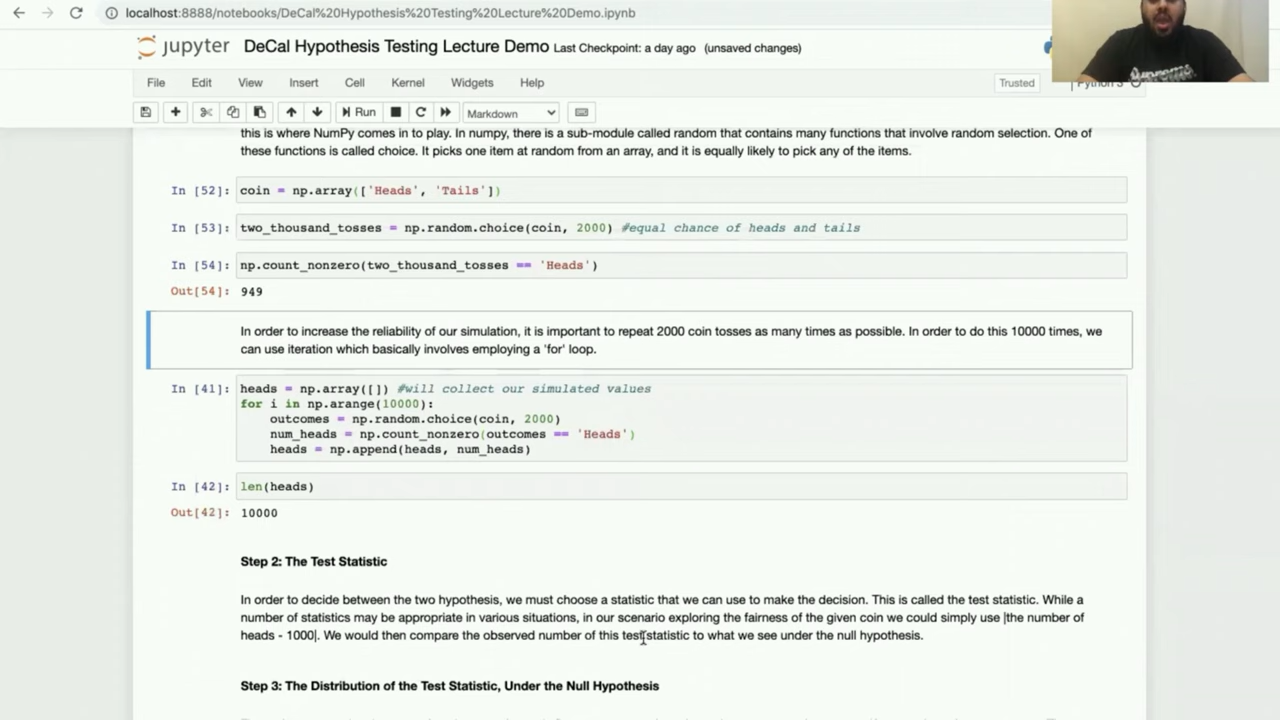 localhost:8888/notebooks/DeCal%20Hypothesis%20Testing%20Lecture%20Demo.ipynb
jupyter DeCal Hypothesis Testing Lecture Demo Last Checkpoint: a day ago (unsaved changes)
File Edit View Insert Cell Kernel Widgets Help Trusted Python 3
Run Markdown
this is where NumPy comes in to play. In numpy, there is a sub-module called random that contains many functions that involve random selection. One of
these functions is called choice. It picks one item at random from an array, and it is equally likely to pick any of the items.
In [52]: coin = np.array(['Heads', 'Tails'])
In [53]: two_thousand_tosses = np.random.choice(coin, 2000) #equal chance of heads and tails
In [54]: np.count_nonzero(two_thousand_tosses == 'Heads')
Out[54]: 949
In order to increase the reliability of our simulation, it is important to repeat 2000 coin tosses as many times as possible. In order to do this 10000 times, we
can use iteration which basically involves employing a 'for' loop.
In [41]: heads = np.array([]) #will collect our simulated values
for i in np.arange(10000):
outcomes = np.random.choice(coin, 2000)
num_heads = np.count_nonzero(outcomes == 'Heads')
heads = np.append(heads, num_heads)
In [42]: len(heads)
Out[42]: 10000
Step 2: The Test Statistic
In order to decide between the two hypothesis, we must choose a statistic that we can use to make the decision. This is called the test statistic. While a
number of statistics may be appropriate in various situations, in our scenario exploring the fairness of the given coin we could simply use |the number of
heads - 1000|. We would then compare the observed number of this test statistic to what we see under the null hypothesis.
Step 3: The Distribution of the Test Statistic, Under the Null Hypothesis